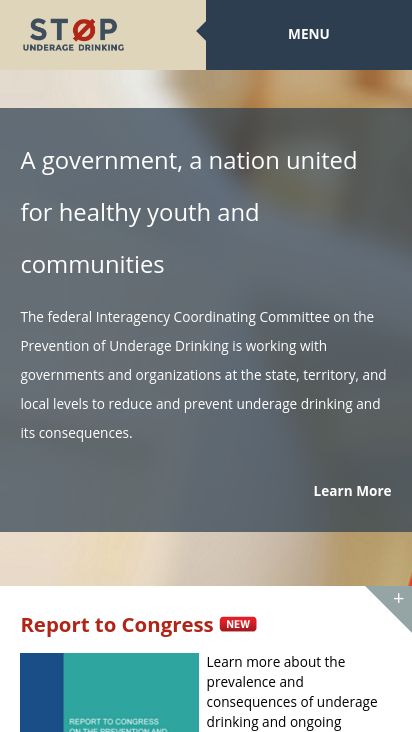 STOP
UNDERAGE DRINKING
MENU
A government, a nation united
for healthy youth and
communities
The federal Interagency Coordinating Committee on the
Prevention of Underage Drinking is working with
governments and organizations at the state, territory, and
local levels to reduce and prevent underage drinking and
its consequences.
Learn More
+
Report to Congress NEW
Learn more about the
prevalence and
consequences of underage
drinking and ongoing
REPORT TO CONGRESS
ON THE PREVENTION AND